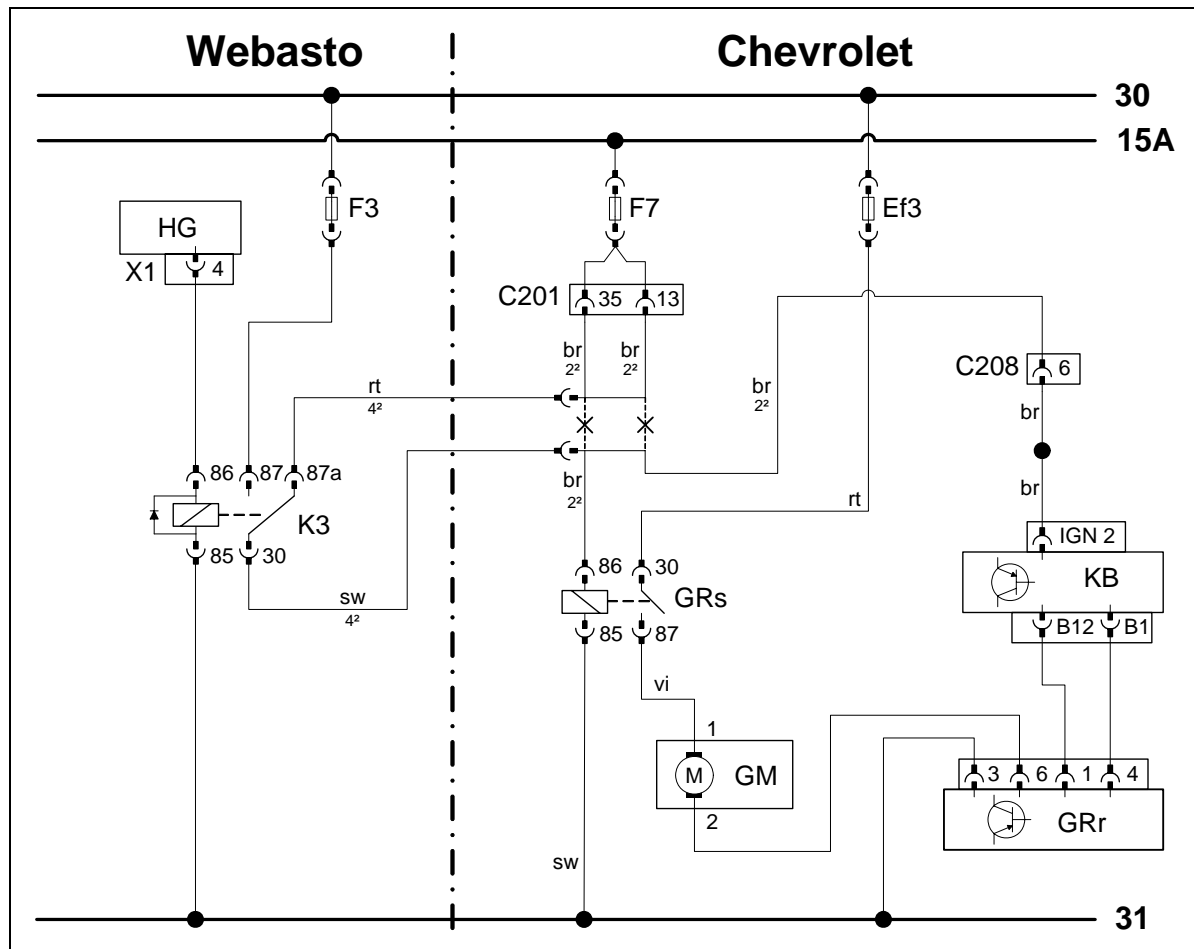 Webasto
Chevrolet
30
15A
F3
F7
Ef3
HG
X1
4
C201
35
13
br
2²
br
2²
rt
4²
br
2²
C208
6
br
br
br
2²
rt
86
87
87a
K3
85
30
sw
4²
IGN 2
KB
B12
B1
86
30
GRs
85
87
vi
1
M
GM
2
3
6
1
4
GRr
sw
31